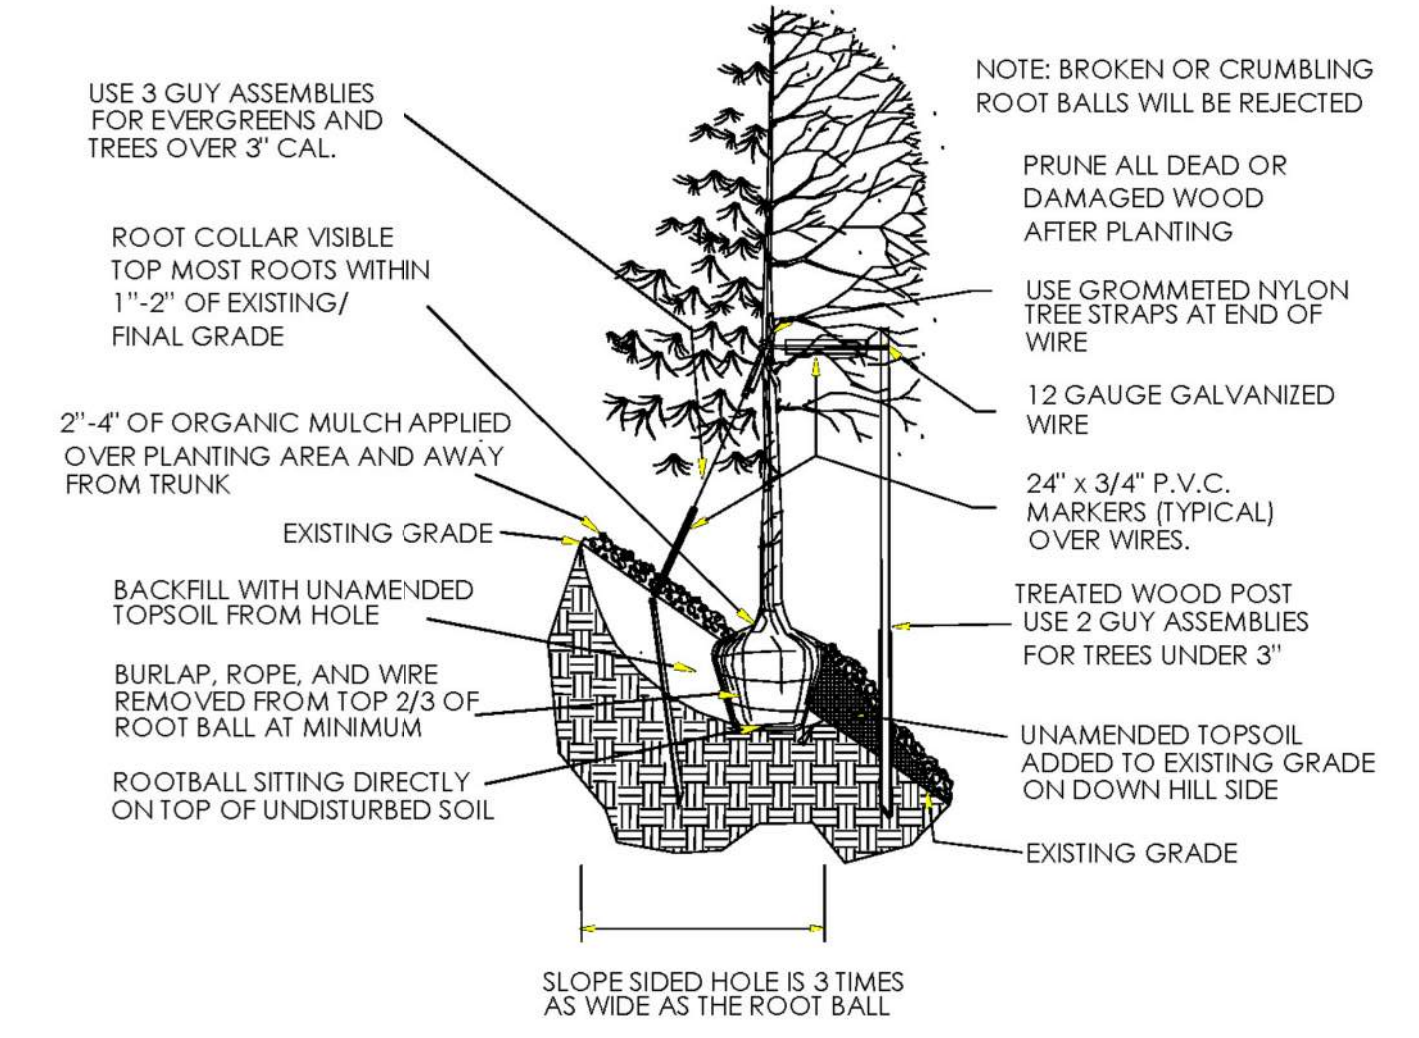 USE 3 GUY ASSEMBLIES
FOR EVERGREENS AND
TREES OVER 3" CAL.
ROOT COLLAR VISIBLE
TOP MOST ROOTS WITHIN
1"-2" OF EXISTING/
FINAL GRADE
2"-4" OF ORGANIC MULCH APPLIED
OVER PLANTING AREA AND AWAY
FROM TRUNK
EXISTING GRADE
BACKFILL WITH UNAMENDED
TOPSOIL FROM HOLE
BURLAP, ROPE, AND WIRE
REMOVED FROM TOP 2/3 OF
ROOT BALL AT MINIMUM
ROOTBALL SITTING DIRECTLY
ON TOP OF UNDISTURBED SOIL
NOTE: BROKEN OR CRUMBLING
ROOT BALLS WILL BE REJECTED
PRUNE ALL DEAD OR
DAMAGED WOOD
AFTER PLANTING
USE GROMMETED NYLON
TREE STRAPS AT END OF
WIRE
12 GAUGE GALVANIZED
WIRE
24" x 3/4" P.V.C.
MARKERS (TYPICAL)
OVER WIRES.
TREATED WOOD POST
USE 2 GUY ASSEMBLIES
FOR TREES UNDER 3"
UNAMENDED TOPSOIL
ADDED TO EXISTING GRADE
ON DOWN HILL SIDE
EXISTING GRADE
SLOPE SIDED HOLE IS 3 TIMES
AS WIDE AS THE ROOT BALL